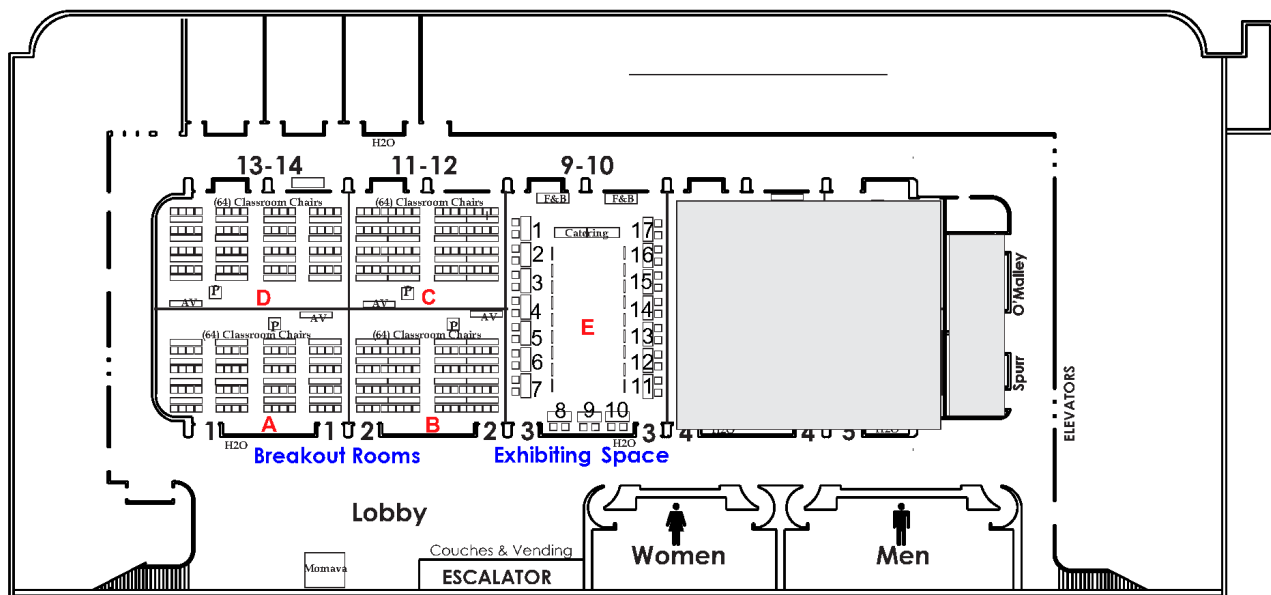 H2O
13-14
11-12
9-10
(64) Classroom Chairs
(64) Classroom Chairs
F&B
F&B
Catering
1
17
2
16
3
15
4
14
5
13
6
12
7
11
8
9
10
P
P
D
C
E
AV
AV
AV
AV
P
P
(64) Classroom Chairs
(64) Classroom Chairs
A
B
1
1
2
2
3
3
4
4
5
H2O
H2O
H2O
H2O
Breakout Rooms
Exhibiting Space
O'Malley
Spurr
ELEVATORS
Lobby
Women
Men
Couches & Vending
ESCALATOR
Momava